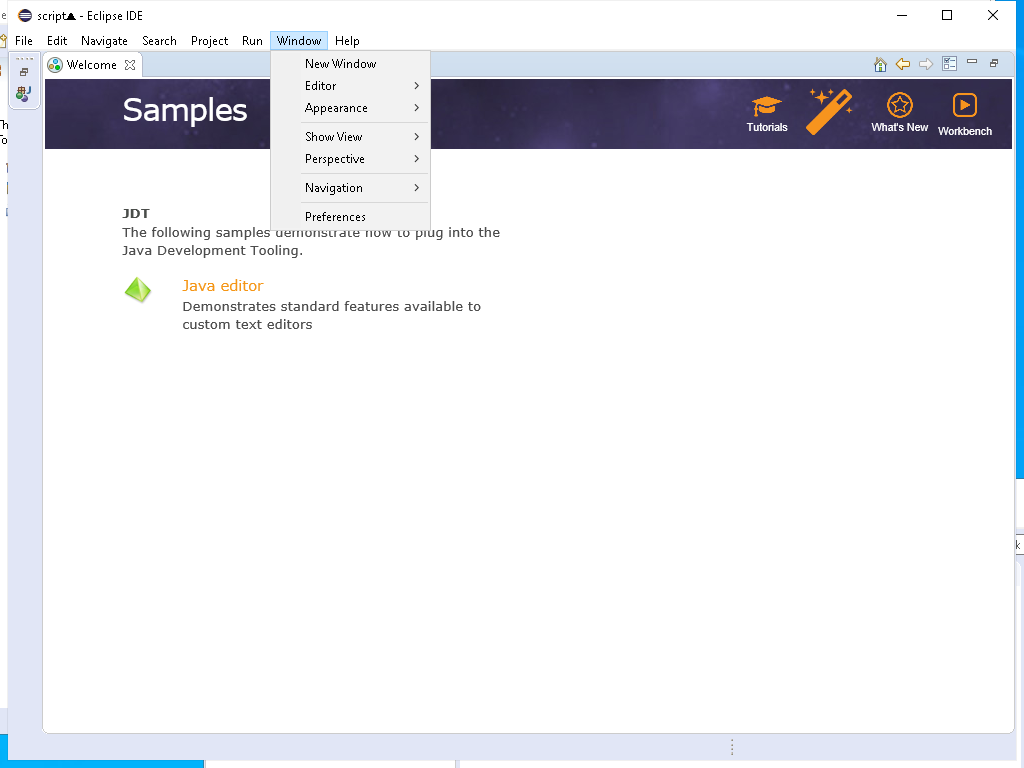 script▲ - Eclipse IDE
File Edit Navigate Search Project Run Window Help
Welcome
New Window
Editor
Appearance
Show View
Perspective
Navigation
Preferences
Samples
Tutorials
What's New
Workbench
JDT
The following samples demonstrate how to plug into the
Java Development Tooling.
Java editor
Demonstrates standard features available to
custom text editors